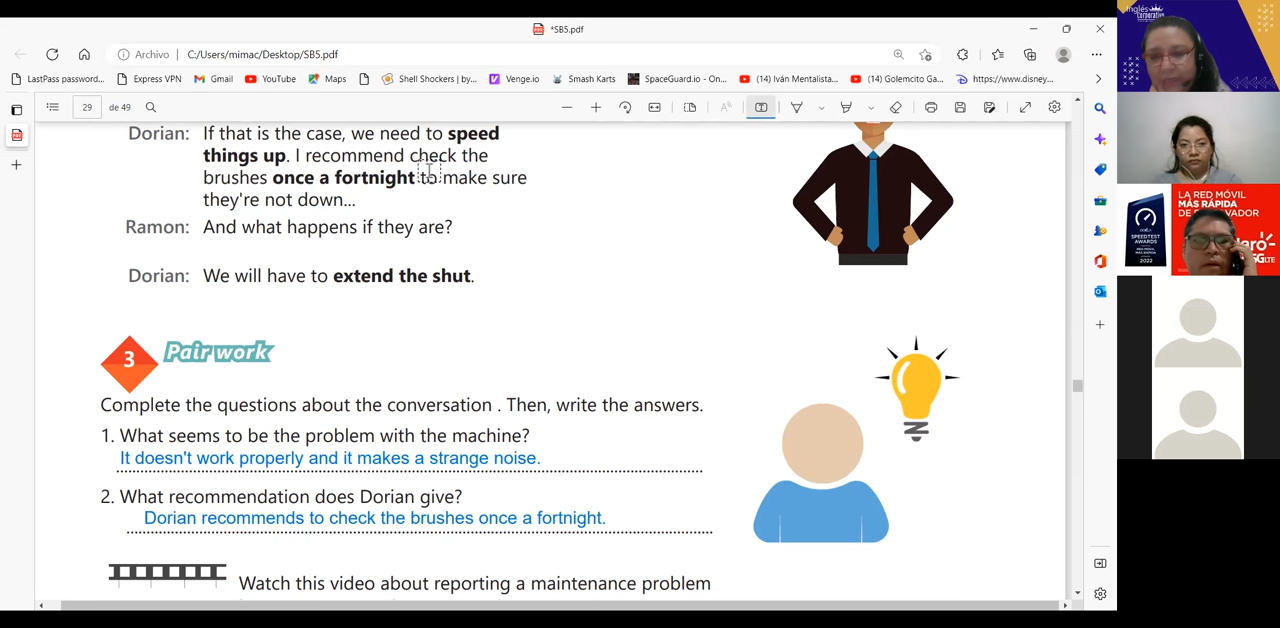 *SB5.pdf
Archivo | C:/Users/mimac/Desktop/SB5.pdf
LastPass password... Express VPN Gmail YouTube Maps Shell Shockers | by... Venge.io Smash Karts SpaceGuard.io - On... (14) Iván Mentalista... (14) Golemcito Ga... https://www.disney...
29 de 49
Dorian: If that is the case, we need to speed
things up. I recommend check the
brushes once a fortnight to make sure
they're not down...
Ramon: And what happens if they are?
Dorian: We will have to extend the shut.
3 Pair work
Complete the questions about the conversation . Then, write the answers.
1. What seems to be the problem with the machine?
It doesn't work properly and it makes a strange noise.
2. What recommendation does Dorian give?
Dorian recommends to check the brushes once a fortnight.
Watch this video about reporting a maintenance problem
Inglés
Corporativo
LA RED MÓVIL
MÁS RÁPIDA
DE
SPEEDTEST
AWARDS
2022